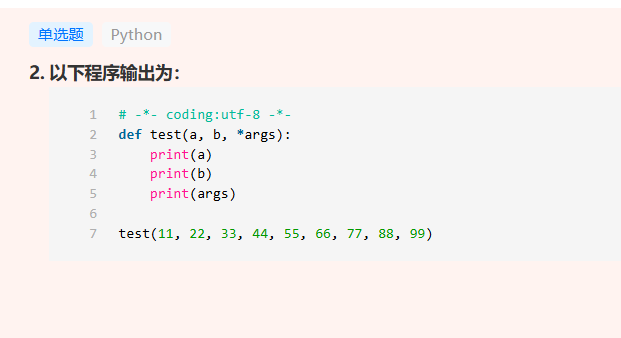 单选题 Python
2. 以下程序输出为：
1 # -*- coding:utf-8 -*-
2 def test(a, b, *args):
3     print(a)
4     print(b)
5     print(args)
6
7 test(11, 22, 33, 44, 55, 66, 77, 88, 99)